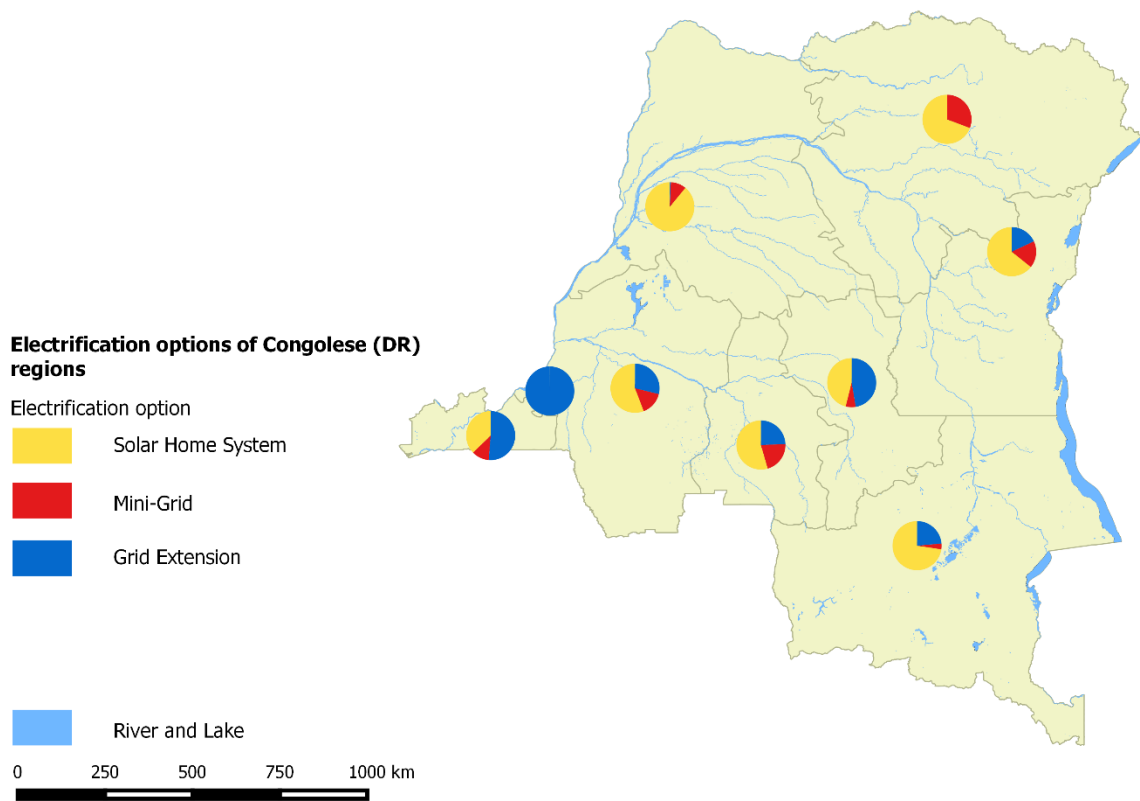 Electrification options of Congolese (DR)
regions
Electrification option
Solar Home System
Mini-Grid
Grid Extension
River and Lake
0 250 500 750 1000 km